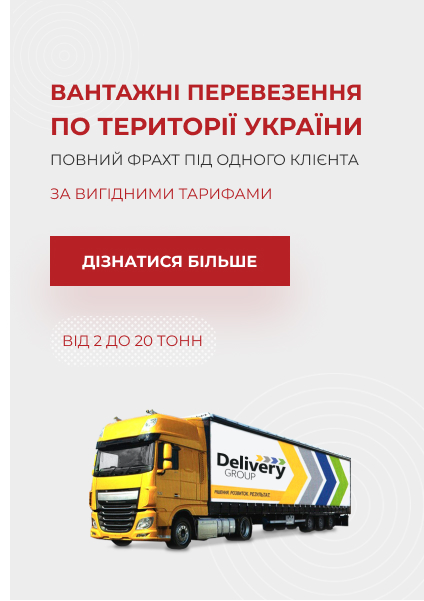 ВАНТАЖНІ ПЕРЕВЕЗЕННЯ
ПО ТЕРИТОРІЇ УКРАЇНИ
ПОВНИЙ ФРАХТ ПІД ОДНОГО КЛІЄНТА
ЗА ВИГІДНИМИ ТАРИФАМИ
ДІЗНАТИСЯ БІЛЬШЕ
ВІД 2 ДО 20 ТОНН
Delivery
GROUP
РІШЕННЯ. РОЗВИТОК. РЕЗУЛЬТАТ.